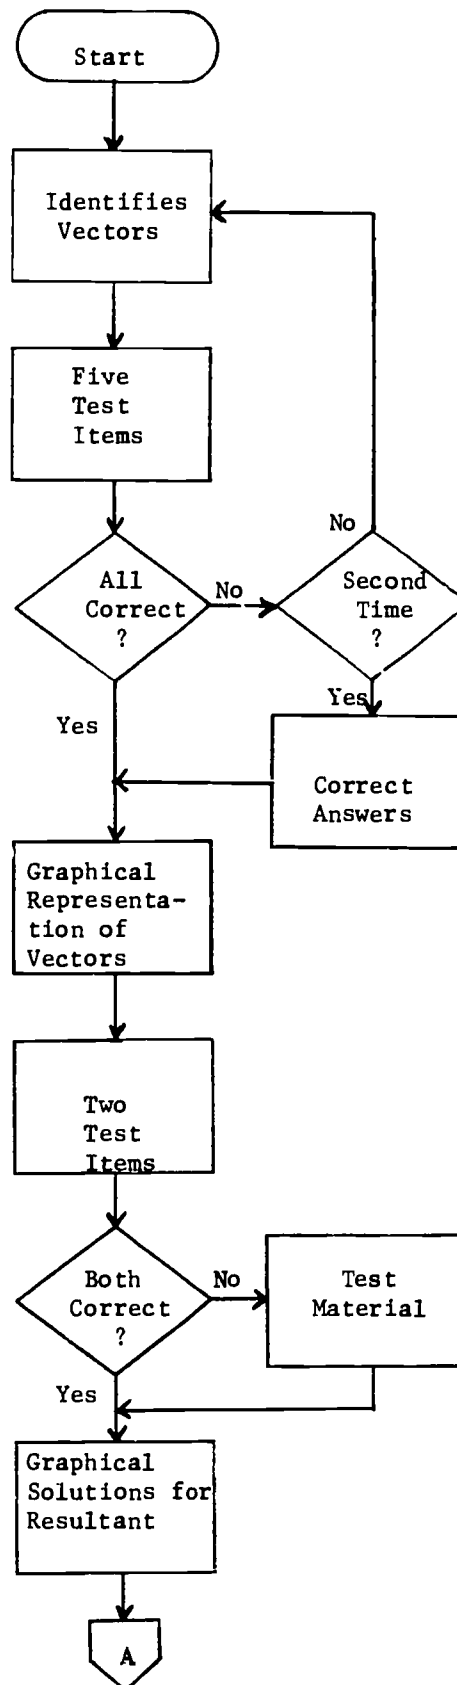 Start
Identifies
Vectors
Five
Test
Items
No
All
Correct
?
No
Second
Time
?
Yes
Yes
Correct
Answers
Graphical
Representa-
tion of
Vectors
Two
Test
Items
Both
Correct
?
No
Test
Material
Yes
Graphical
Solutions for
Resultant
A